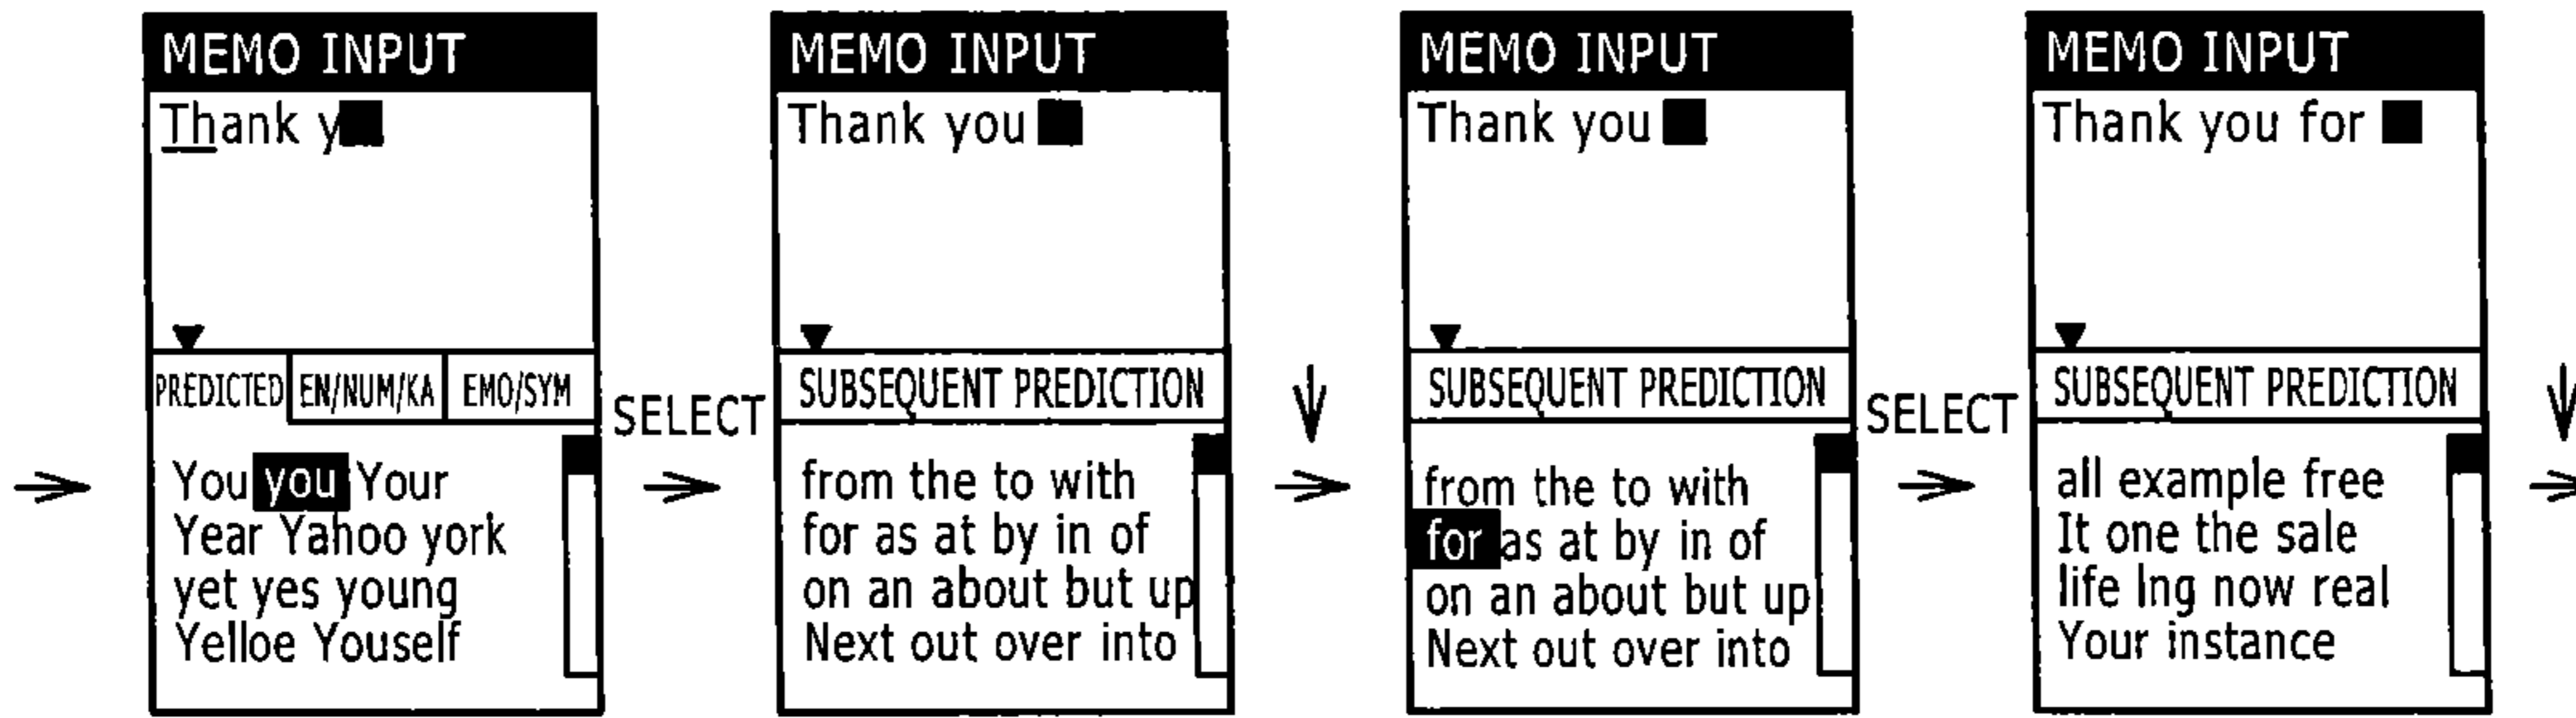 MEMO INPUT
Thank y
PREDICTED EN/NUM/KA EMO/SYM
You you Your
Year Yahoo york
yet yes young
Yelloe Youself
SELECT
MEMO INPUT
Thank you
SUBSEQUENT PREDICTION
from the to with
for as at by in of
on an about but up
Next out over into
MEMO INPUT
Thank you
SUBSEQUENT PREDICTION
from the to with
for as at by in of
on an about but up
Next out over into
SELECT
MEMO INPUT
Thank you for
SUBSEQUENT PREDICTION
all example free
It one the sale
life lng now real
Your instance